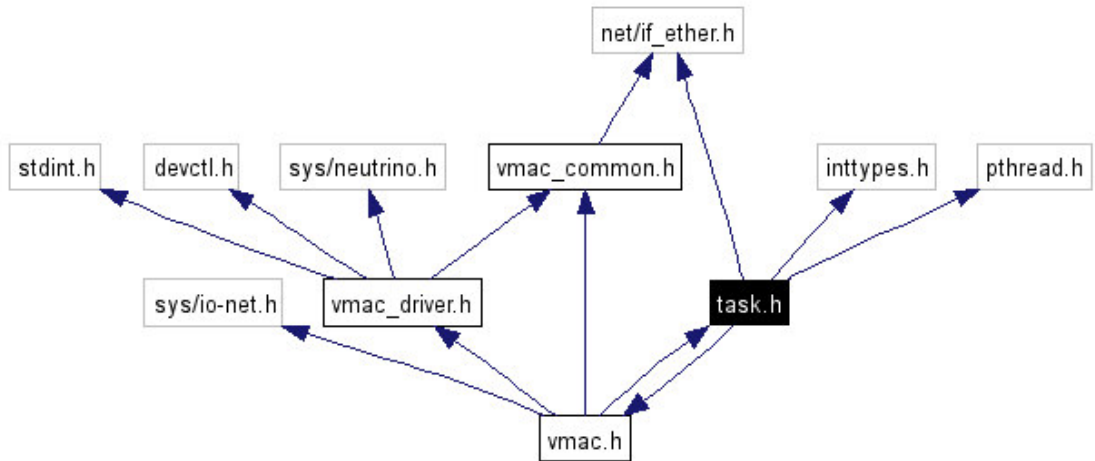 net/if_ether.h
stdint.h
devctl.h
sys/neutrino.h
vmac_common.h
inttypes.h
pthread.h
sys/io-net.h
vmac_driver.h
task.h
vmac.h